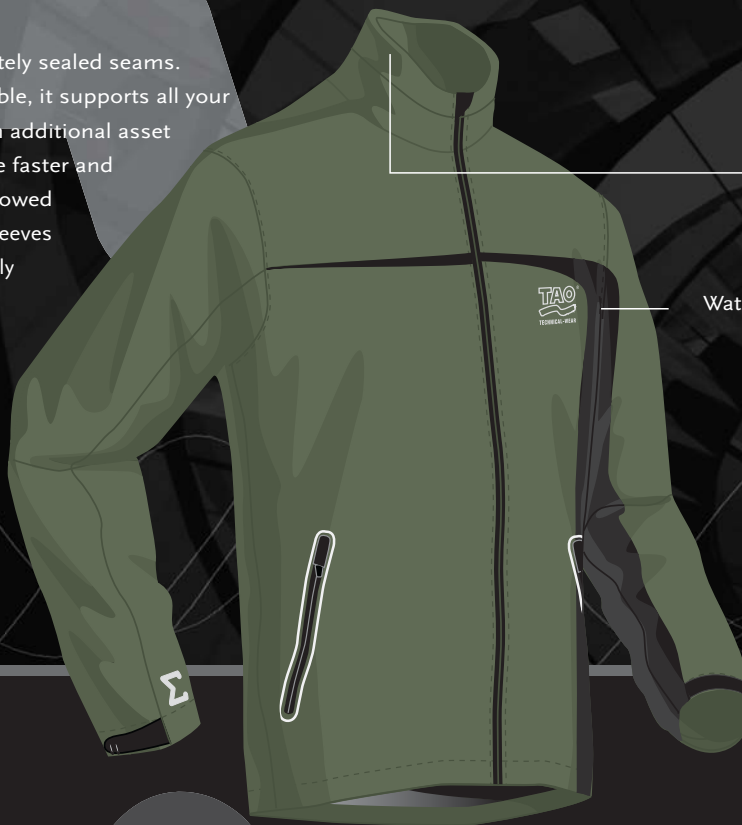 tely sealed seams.
ble, it supports all your
n additional asset
e faster and
owed
eeves
ly
TAO
TECHNICAL-WEAR
Wat
Σ